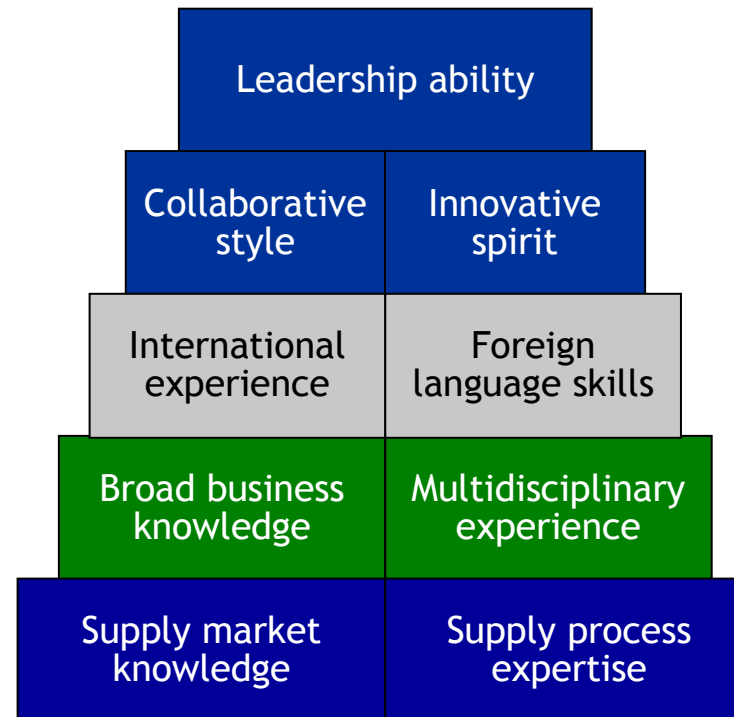 Leadership ability
Collaborative
style
Innovative
spirit
International
experience
Foreign
language skills
Broad business
knowledge
Multidisciplinary
experience
Supply market
knowledge
Supply process
expertise